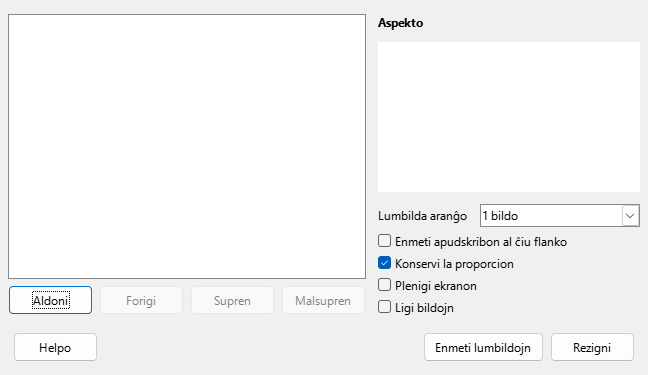 Aspekto
Lumbilda aranĝo
1 bildo
Enmeti apudskribon al ĉiu flanko
Konservi la proporcion
Plenigi ekranon
Ligi bildojn
Aldoni
Forigi
Supren
Malsupren
Helpo
Enmeti lumbildojn
Rezigni